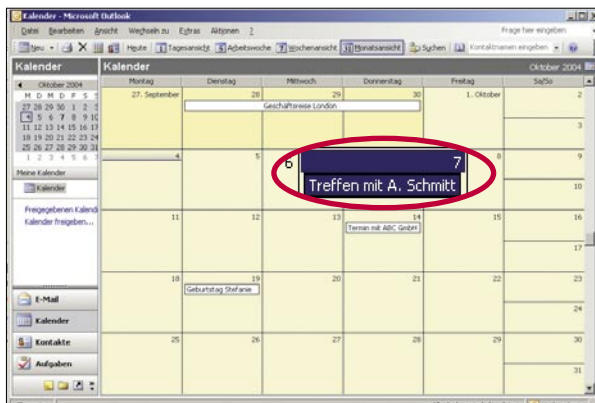 Kalender - Microsoft Outlook
Datei Bearbeiten Ansicht Wechseln zu Extras Aktionen ?
Frage hier eingeben
Neu Heute Tagesansicht Arbeitswoche Wochenansicht Monatsansicht Suchen Kontaktnamen eingeben
Kalender
Oktober 2004
M D M D F S S
27 28 29 30 1 2 3
4 5 6 7 8 9 10
11 12 13 14 15 16 17
18 19 20 21 22 23 24
25 26 27 28 29 30 31
1 2 3 4 5 6 7
Meine Kalender
Kalender
Freigegebenen Kalend
Kalender freigeben...
E-Mail
Kalender
Kontakte
Aufgaben
Kalender Oktober 2004
Montag Dienstag Mittwoch Donnerstag Freitag Sa/So
27. September 28 29 30 1. Oktober 2
Geschäftsreise London
3
4 5 6 7 8 9
Treffen mit A. Schmitt
10
11 12 13 14 15 16
Termin mit ABC GmbH
17
18 19 20 21 22 23
Geburtstag Stefanie
24
25 26 27 28 29 30
31